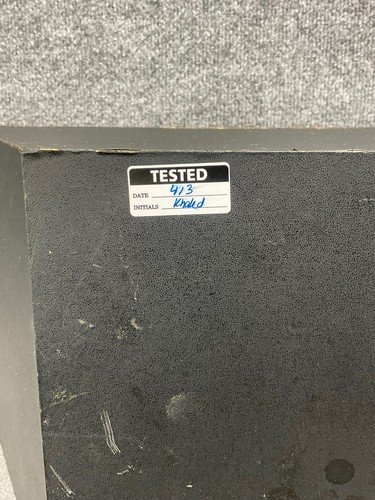 TESTED
DATE 4/3
INITIALS Khaled